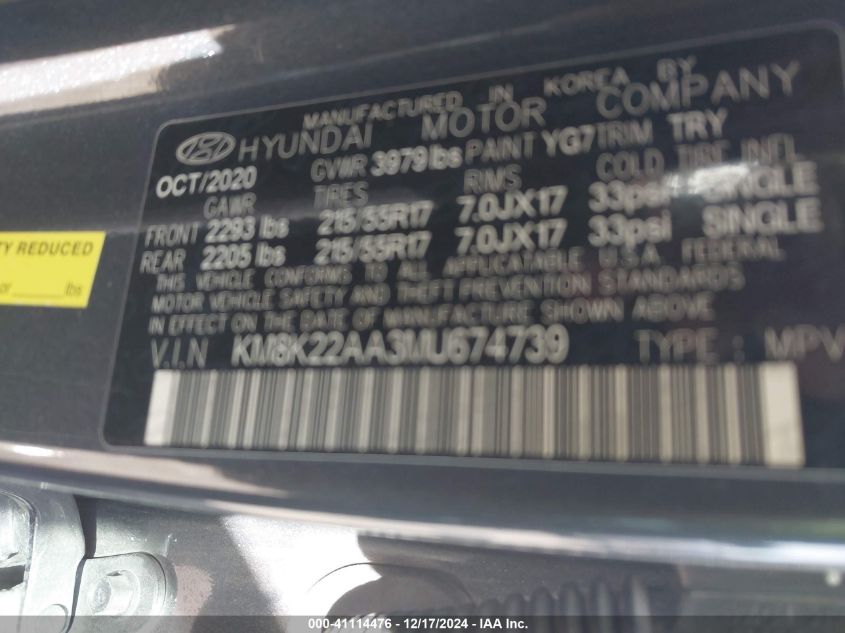 MANUFACTURED IN KOREA BY
HYUNDAI MOTOR COMPANY
OCT/2020 GVWR 3979 lbs PAINT YG7 TRIM TRY
GAWR TIRES RIMS COLD TIRE INFL
FRONT 2293 lbs 215/55R17 7.0JX17 33psi SINGLE
REAR 2205 lbs 215/55R17 7.0JX17 33psi SINGLE
THIS VEHICLE CONFORMS TO ALL APPLICABLE U.S.A. FEDERAL
MOTOR VEHICLE SAFETY AND THEFT PREVENTION STANDARDS
IN EFFECT ON THE DATE OF MANUFACTURE SHOWN ABOVE
V.I.N KM8K22AA3MU674739 TYPE : MPV
TY REDUCED
or lbs
000-41114476 - 12/17/2024 - IAA Inc.